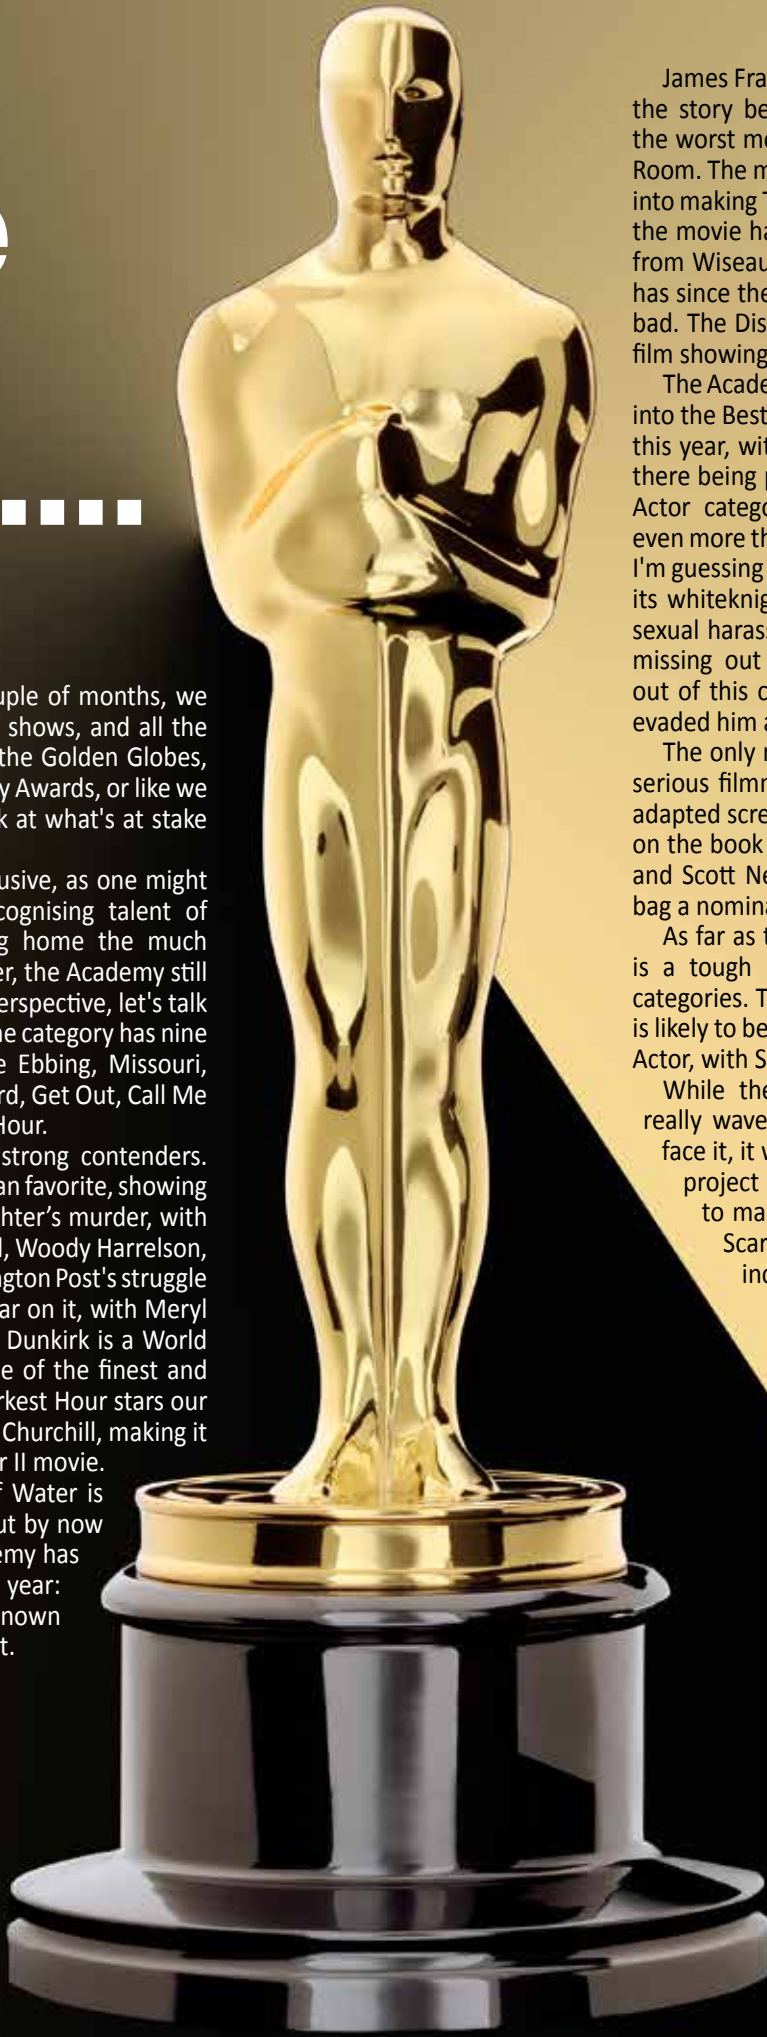 e
uple of months, we
shows, and all the
the Golden Globes,
y Awards, or like we
k at what's at stake
usive, as one might
cognising talent of
g home the much
er, the Academy still
erspective, let's talk
he category has nine
e Ebbing, Missouri,
rd, Get Out, Call Me
Hour.
strong contenders.
an favorite, showing
ghter’s murder, with
l, Woody Harrelson,
ngton Post's struggle
ar on it, with Meryl
Dunkirk is a World
e of the finest and
rkest Hour stars our
Churchill, making it
r II movie.
f Water is
ut by now
emy has
year:
nown
t.
James Fra
the story be
the worst mo
Room. The m
into making T
the movie ha
from Wiseau
has since the
bad. The Dis
film showing
The Acade
into the Best
this year, wit
there being p
Actor catego
even more th
I'm guessing
its whiteknig
sexual haras
missing out
out of this c
evaded him a
The only r
serious filmr
adapted scre
on the book
and Scott Ne
bag a nomina
As far as t
is a tough
categories. T
is likely to be
Actor, with S
While the
really wave
face it, it w
project
to ma
Scar
inc